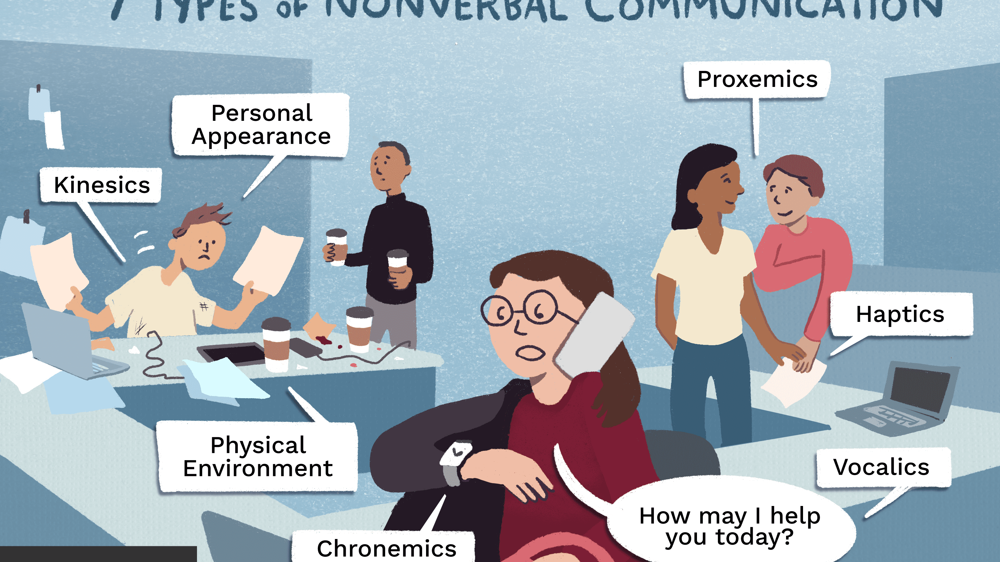 7 TYPES OF NONVERBAL COMMUNICATION
Proxemics
Personal
Appearance
Kinesics
Haptics
Physical
Environment
Vocalics
How may I help
you today?
Chronemics